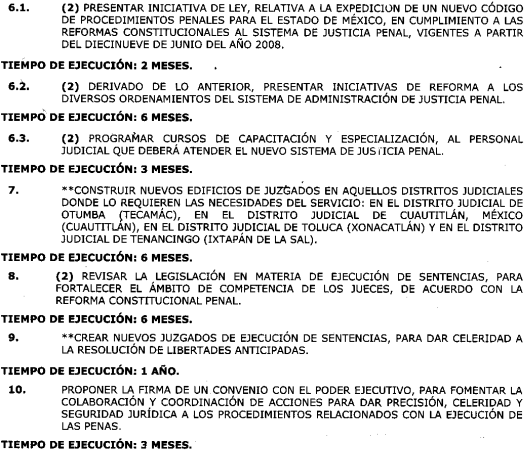 6.1. (2) PRESENTAR INICIATIVA DE LEY, RELATIVA A LA EXPEDICION DE UN NUEVO CÓDIGO
DE PROCEDIMIENTOS PENALES PARA EL ESTADO DE MÉXICO, EN CUMPLIMIENTO A LAS
REFORMAS CONSTITUCIONALES AL SISTEMA DE JUSTICIA PENAL, VIGENTES A PARTIR
DEL DIECINUEVE DE JUNIO DEL AÑO 2008.
TIEMPO DE EJECUCIÓN: 2 MESES.
6.2. (2) DERIVADO DE LO ANTERIOR, PRESENTAR INICIATIVAS DE REFORMA A LOS
DIVERSOS ORDENAMIENTOS DEL SISTEMA DE ADMINISTRACIÓN DE JUSTICIA PENAL.
TIEMPO DE EJECUCIÓN: 6 MESES.
6.3. (2) PROGRAMAR CURSOS DE CAPACITACIÓN Y ESPECIALIZACIÓN, AL PERSONAL
JUDICIAL QUE DEBERÁ ATENDER EL NUEVO SISTEMA DE JUSTICIA PENAL.
TIEMPO DE EJECUCIÓN: 3 MESES.
7. **CONSTRUIR NUEVOS EDIFICIOS DE JUZGADOS EN AQUELLOS DISTRITOS JUDICIALES
DONDE LO REQUIEREN LAS NECESIDADES DEL SERVICIO: EN EL DISTRITO JUDICIAL DE
OTUMBA (TECAMÁC), EN EL DISTRITO JUDICIAL DE CUAUTITLÁN, MÉXICO
(CUAUTITLÁN), EN EL DISTRITO JUDICIAL DE TOLUCA (XONACATLÁN) Y EN EL DISTRITO
JUDICIAL DE TENANCINGO (IXTAPÁN DE LA SAL).
TIEMPO DE EJECUCIÓN: 6 MESES.
8. (2) REVISAR LA LEGISLACIÓN EN MATERIA DE EJECUCIÓN DE SENTENCIAS, PARA
FORTALECER EL ÁMBITO DE COMPETENCIA DE LOS JUECES, DE ACUERDO CON LA
REFORMA CONSTITUCIONAL PENAL.
TIEMPO DE EJECUCIÓN: 6 MESES.
9. **CREAR NUEVOS JUZGADOS DE EJECUCIÓN DE SENTENCIAS, PARA DAR CELERIDAD A
LA RESOLUCIÓN DE LIBERTADES ANTICIPADAS.
TIEMPO DE EJECUCIÓN: 1 AÑO.
10. PROPONER LA FIRMA DE UN CONVENIO CON EL PODER EJECUTIVO, PARA FOMENTAR LA
COLABORACIÓN Y COORDINACIÓN DE ACCIONES PARA DAR PRECISIÓN, CELERIDAD Y
SEGURIDAD JURÍDICA A LOS PROCEDIMIENTOS RELACIONADOS CON LA EJECUCIÓN DE
LAS PENAS.
TIEMPO DE EJECUCIÓN: 3 MESES.